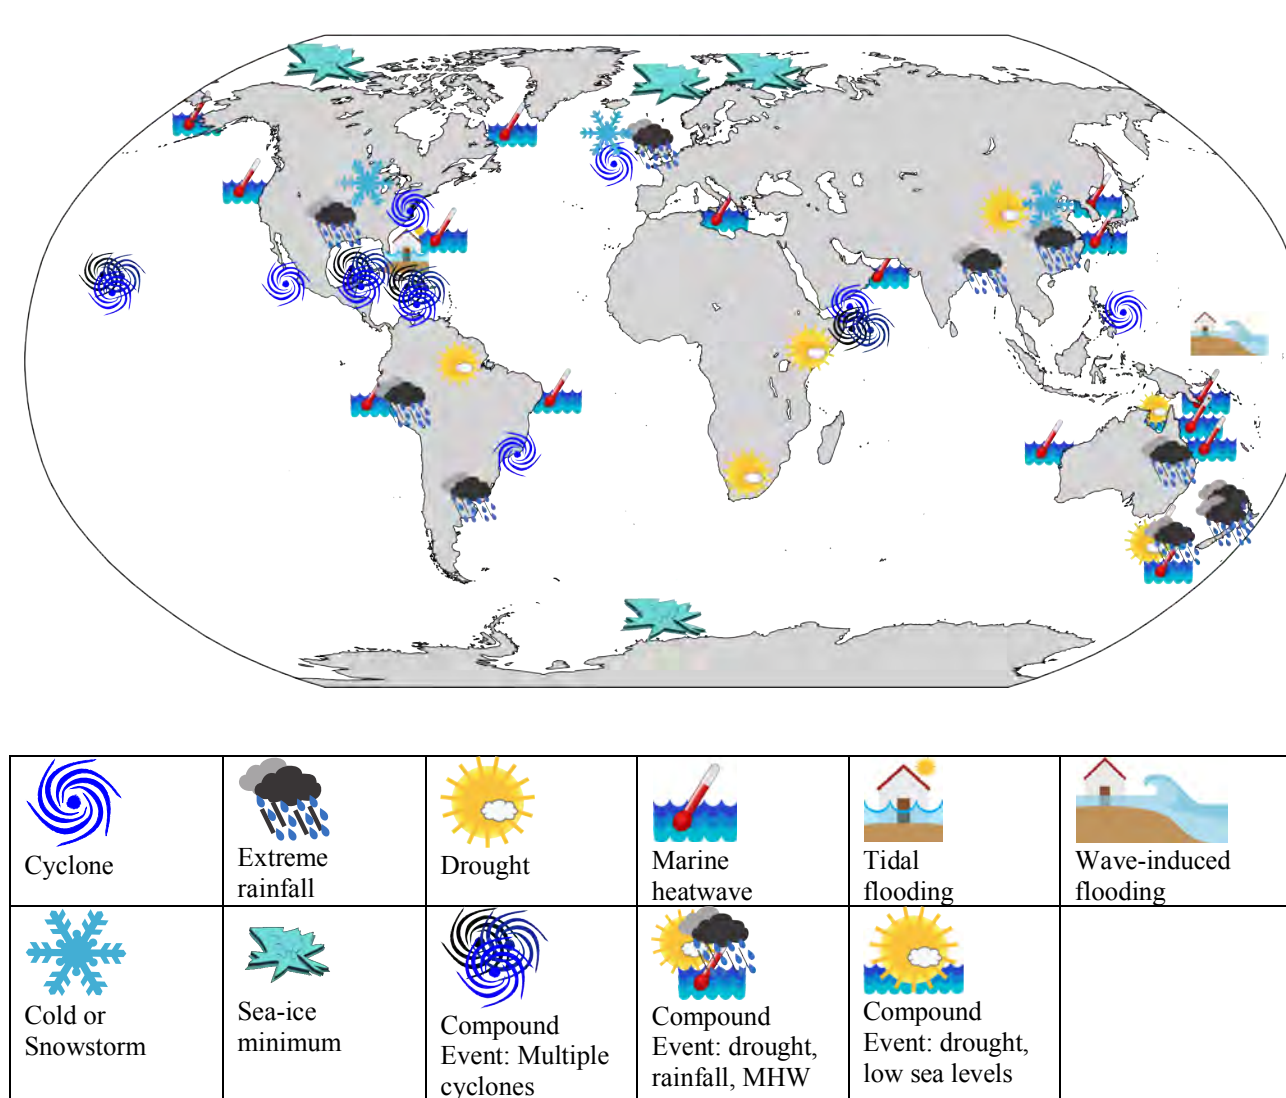 Cyclone
Extreme
rainfall
Drought
Marine
heatwave
Tidal
flooding
Wave-induced
flooding
Cold or
Snowstorm
Sea-ice
minimum
Compound
Event: Multiple
cyclones
Compound
Event: drought,
rainfall, MHW
Compound
Event: drought,
low sea levels